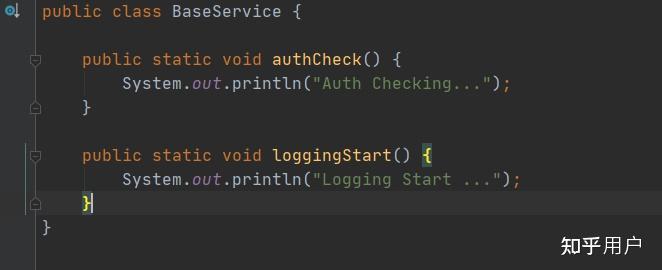 public class BaseService {
    public static void authCheck() {
        System.out.println("Auth Checking...");
    }
    public static void loggingStart() {
        System.out.println("Logging Start ...");
    }
}
知乎用户